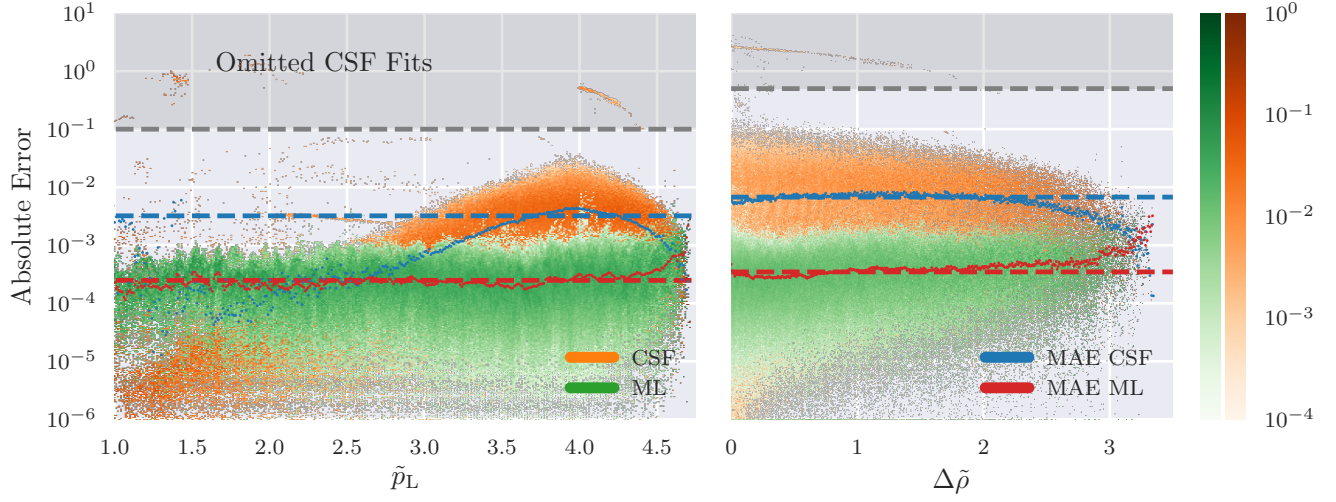 Absolute Error
10^1
10^0
10^-1
10^-2
10^-3
10^-4
10^-5
10^-6
Omitted CSF Fits
CSF
ML
1.0 1.5 2.0 2.5 3.0 3.5 4.0 4.5
p̃_L
MAE CSF
MAE ML
0 1 2 3
Δρ̃
10^0
10^-1
10^-2
10^-3
10^-4